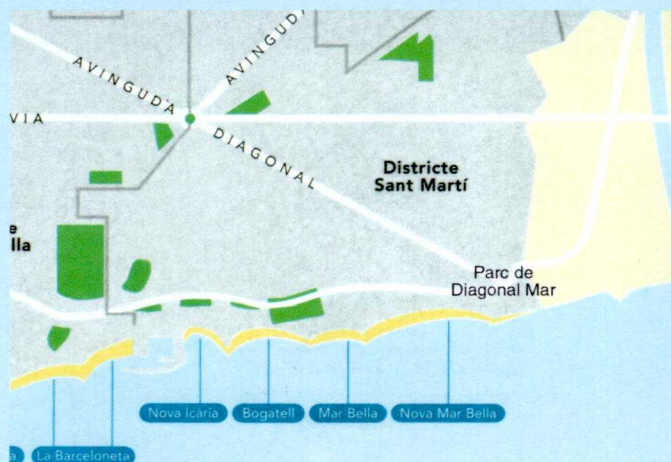 AVINGUDA DIAGONAL
AVINGUDA
VIA
Districte
Sant Martí
e
lla
Parc de
Diagonal Mar
Nova Icària
Bogatell
Mar Bella
Nova Mar Bella
a
La Barceloneta